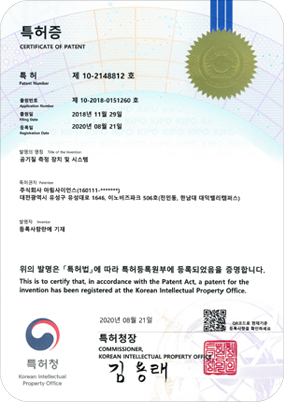 특허증
CERTIFICATE OF PATENT
특 허 제 10-2148812 호
Patent Number
출원번호 제 10-2018-0151260 호
Application Number
출원일 2018년 11월 29일
Filing Date
등록일 2020년 08월 21일
Registration Date
발명의 명칭 Title of the Invention
공기질 측정 장치 및 시스템
특허권자 Patentee
주식회사 아림사이언스(160111-*******)
대전광역시 유성구 유성대로 1646, 이노비즈파크 506호(전민동, 한남대 대덕밸리캠퍼스)
발명자 Inventor
등록사항란에 기재
위의 발명은 「특허법」에 따라 특허등록원부에 등록되었음을 증명합니다.
This is to certify that, in accordance with the Patent Act, a patent for the
invention has been registered at the Korean Intellectual Property Office.
2020년 08월 21일
QR코드로 현재기준
등록사항을 확인하세요
특허청
Korean Intellectual
Property Office
특허청장
COMMISSIONER,
KOREAN INTELLECTUAL PROPERTY OFFICE
김용래